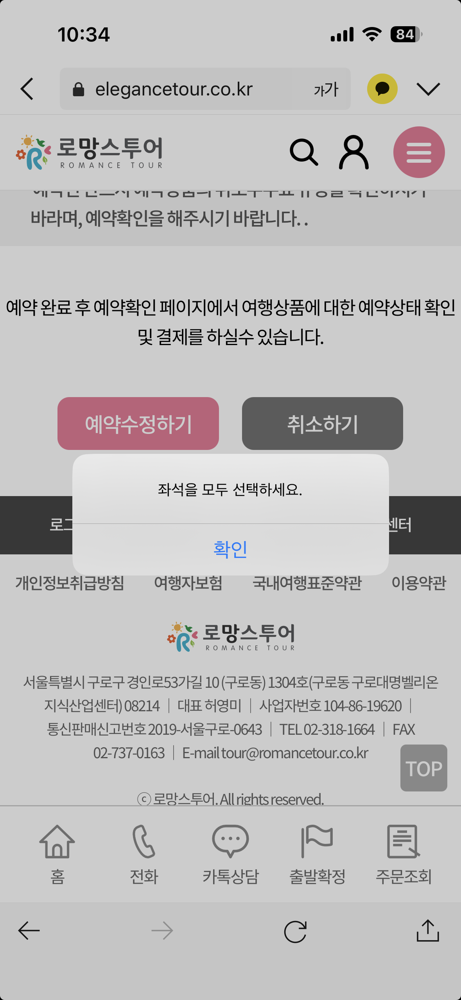 10:34
84
elegancetour.co.kr
가가
로망스투어
ROMANCE TOUR
바라며, 예약확인을 해주시기 바랍니다. .
예약 완료 후 예약확인 페이지에서 여행상품에 대한 예약상태 확인
및 결제를 하실수 있습니다.
예약수정하기
취소하기
좌석을 모두 선택하세요.
확인
센터
개인정보취급방침 여행자보험 국내여행표준약관 이용약관
로망스투어
ROMANCE TOUR
서울특별시 구로구 경인로53가길 10 (구로동) 1304호(구로동 구로대명벨리온
지식산업센터) 08214 | 대표 허영미 | 사업자번호 104-86-19620 |
통신판매신고번호 2019-서울구로-0643 | TEL 02-318-1664 | FAX
02-737-0163 | E-mail tour@romancetour.co.kr
TOP
ⓒ 로망스투어. All rights reserved.
홈 전화 카톡상담 출발확정 주문조회